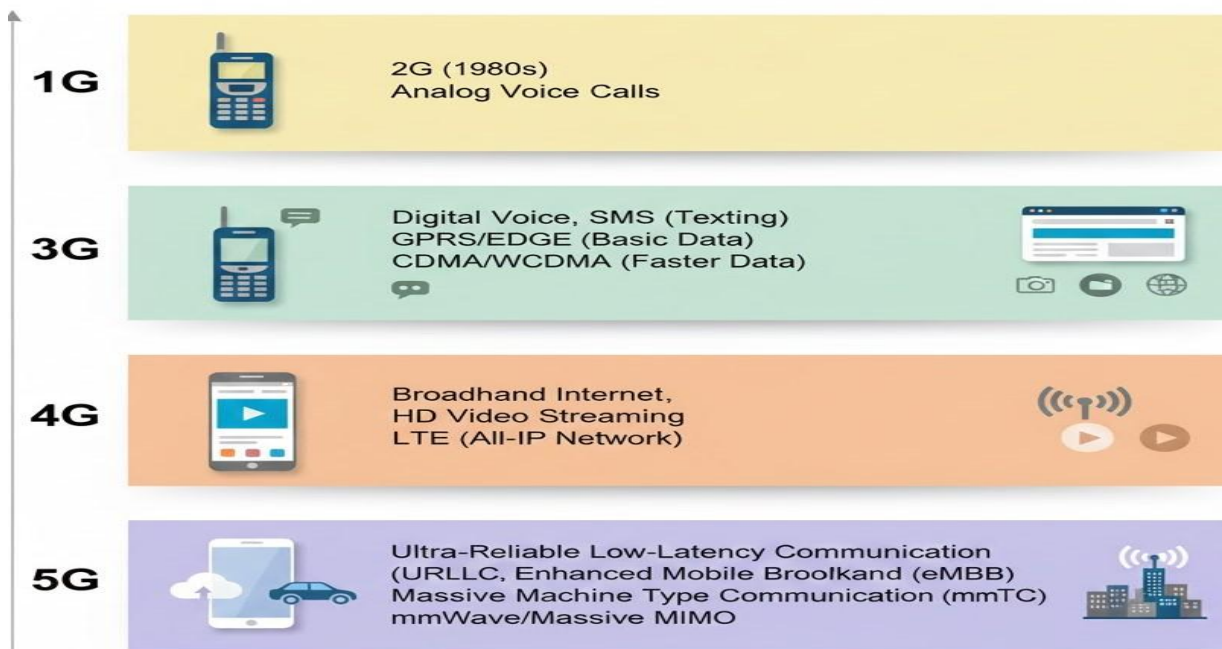 1G
2G (1980s)
Analog Voice Calls
3G
Digital Voice, SMS (Texting)
GPRS/EDGE (Basic Data)
CDMA/WCDMA (Faster Data)
4G
Broadhand Internet,
HD Video Streaming
LTE (All-IP Network)
5G
Ultra-Reliable Low-Latency Communication
(URLLC, Enhanced Mobile Broolkand (eMBB)
Massive Machine Type Communication (mmTC)
mmWave/Massive MIMO